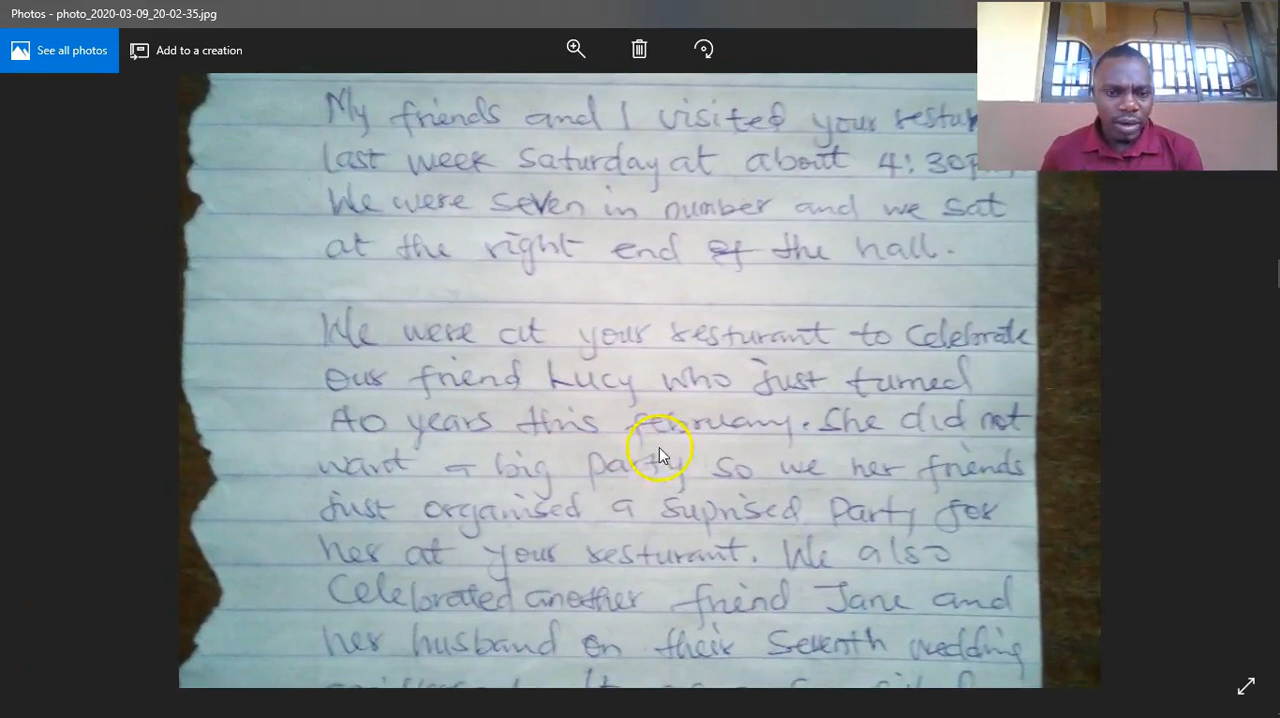 Photos - photo_2020-03-09_20-02-35.jpg
See all photos
Add to a creation
My friends and I visited your
last week Saturday at about 4:30
We were seven in number and we sat
at the right end of the hall.
We were at your resturant to celebrate
our friend Lucy who just turned
40 years this february. She did not
want a big party so we her friends
just organised a suprised party for
her at your resturant. We also
Celebrated another friend Jane and
her husband on their Seventh wedding